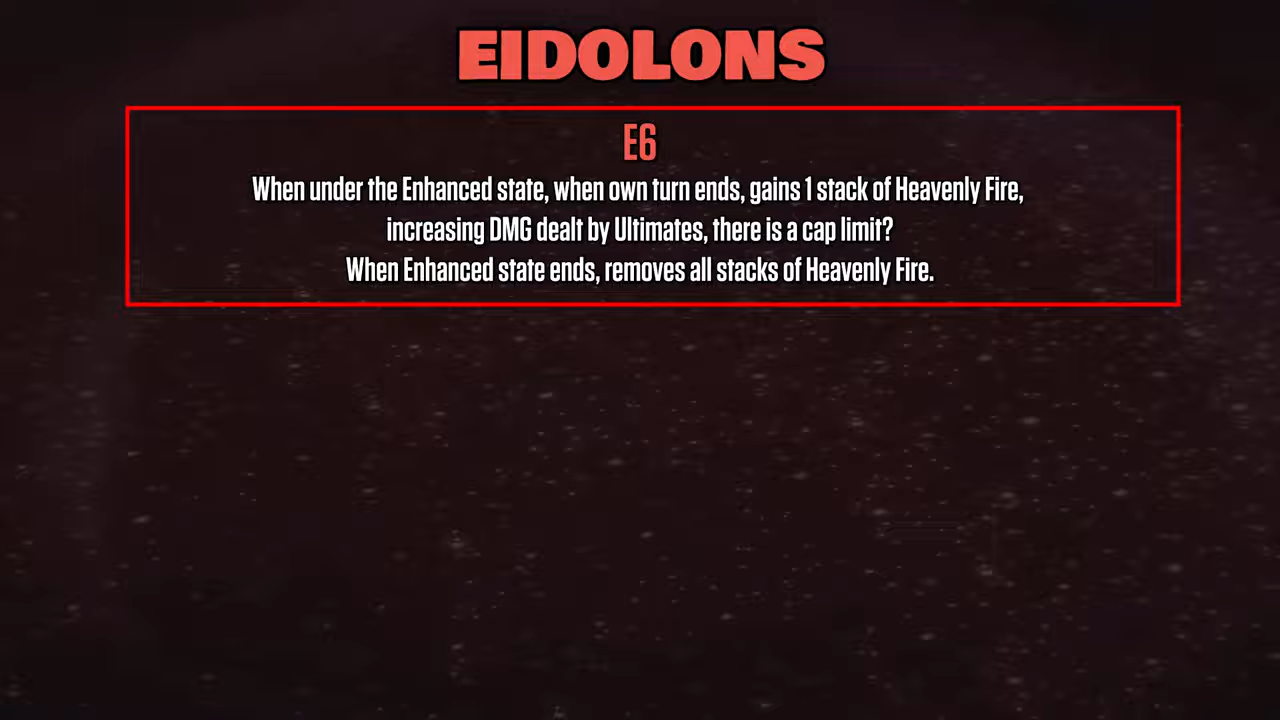 EIDOLONS
E6
When under the Enhanced state, when own turn ends, gains 1 stack of Heavenly Fire,
increasing DMG dealt by Ultimates, there is a cap limit?
When Enhanced state ends, removes all stacks of Heavenly Fire.